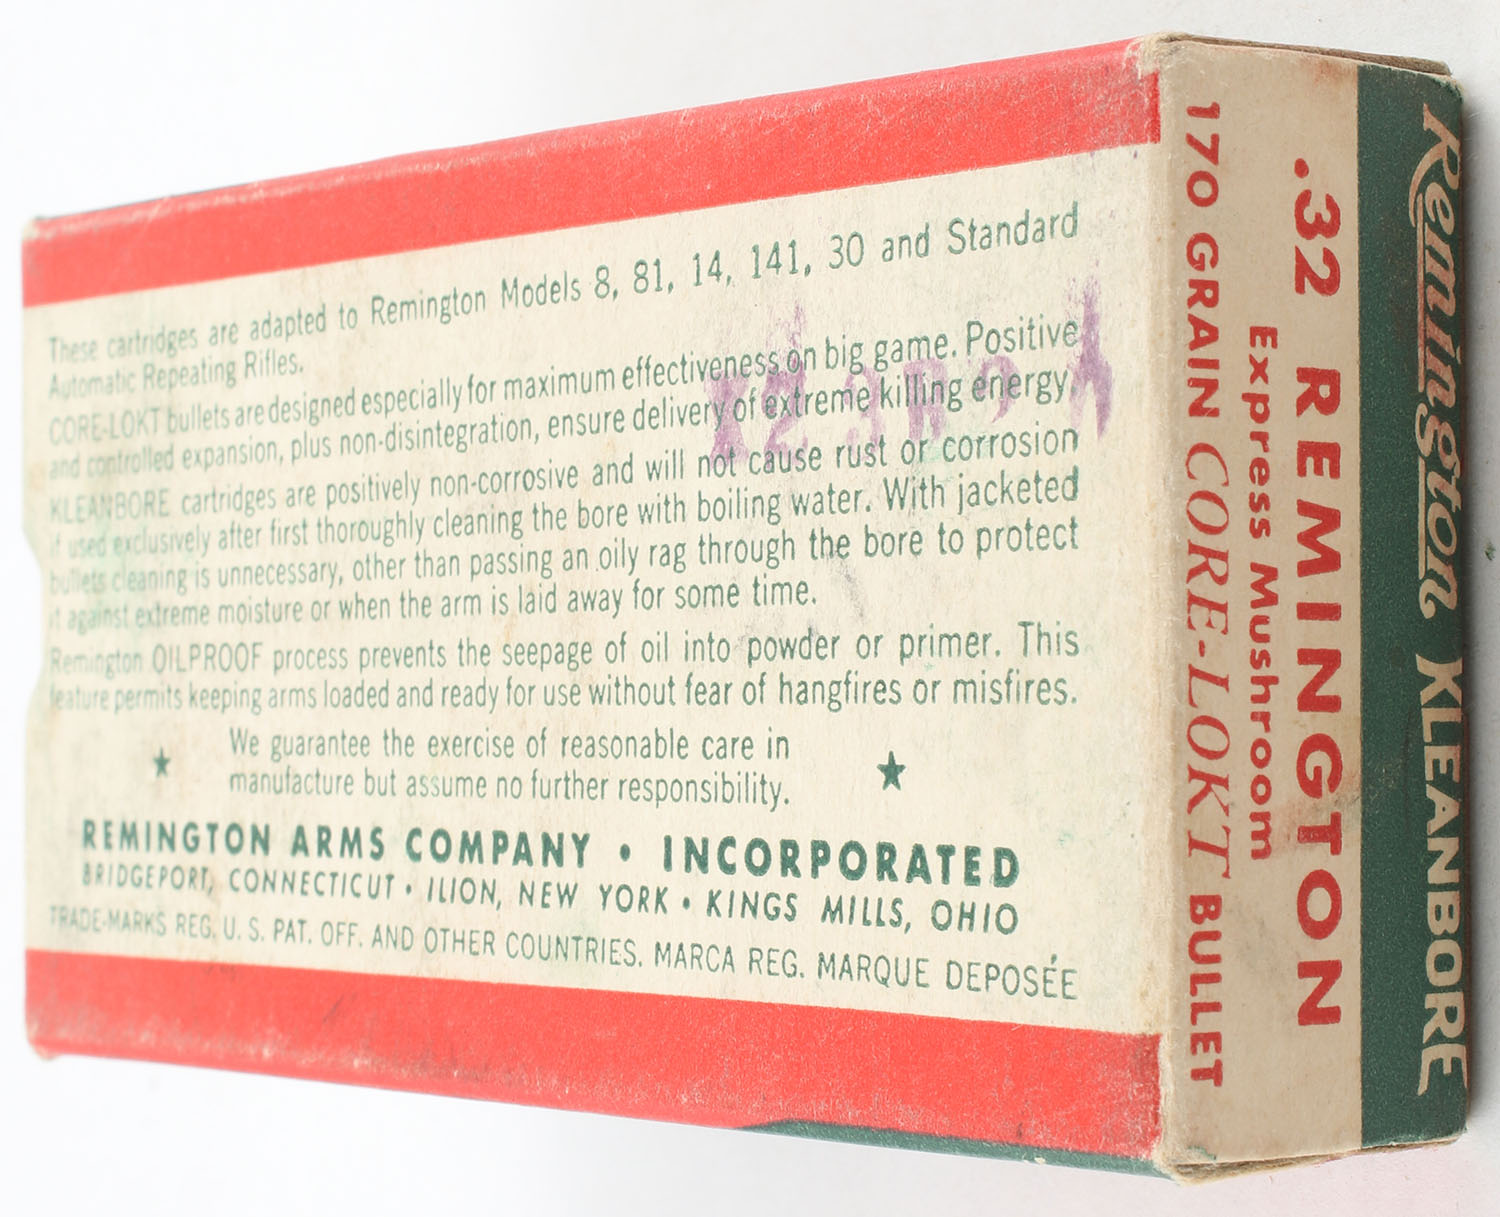 These cartridges are adapted to Remington Models 8, 81, 14, 141, 30 and Standard
Automatic Repeating Rifles.
CORE-LOKT bullets are designed especially for maximum effectiveness on big game. Positive
and controlled expansion, plus non-disintegration, ensure delivery of extreme killing energy.
KLEANBORE cartridges are positively non-corrosive and will not cause rust or corrosion
if used exclusively after first thoroughly cleaning the bore with boiling water. With jacketed
bullets cleaning is unnecessary, other than passing an oily rag through the bore to protect
it against extreme moisture or when the arm is laid away for some time.
Remington OILPROOF process prevents the seepage of oil into powder or primer. This
feature permits keeping arms loaded and ready for use without fear of hangfires or misfires.
We guarantee the exercise of reasonable care in
manufacture but assume no further responsibility.
REMINGTON ARMS COMPANY • INCORPORATED
BRIDGEPORT, CONNECTICUT • ILION, NEW YORK • KINGS MILLS, OHIO
TRADE-MARKS REG. U. S. PAT. OFF. AND OTHER COUNTRIES. MARCA REG. MARQUE DEPOSÉE
Remington KLEANBORE
.32 REMINGTON
Express Mushroom
170 GRAIN CORE-LOKT BULLET